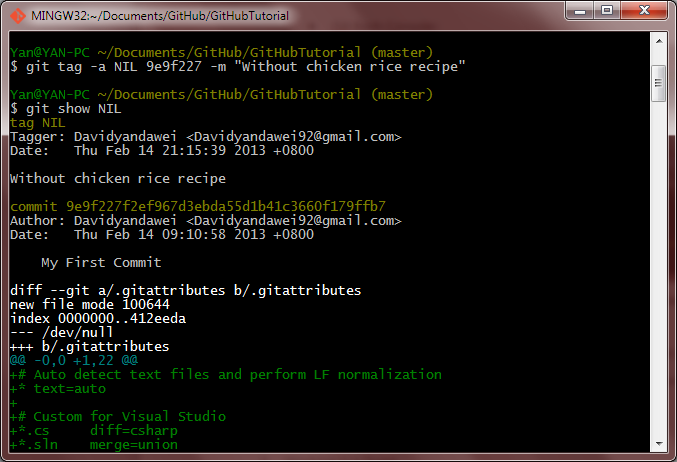 MINGW32:~/Documents/GitHub/GitHubTutorial
Yan@YAN-PC ~/Documents/GitHub/GitHubTutorial (master)
$ git tag -a NIL 9e9f227 -m "Without chicken rice recipe"
Yan@YAN-PC ~/Documents/GitHub/GitHubTutorial (master)
$ git show NIL
tag NIL
Tagger: Davidyandawei <Davidyandawei92@gmail.com>
Date:   Thu Feb 14 21:15:39 2013 +0800
Without chicken rice recipe
commit 9e9f227f2ef967d3ebda55d1b41c3660f179ffb7
Author: Davidyandawei <Davidyandawei92@gmail.com>
Date:   Thu Feb 14 09:10:58 2013 +0800
    My First Commit
diff --git a/.gitattributes b/.gitattributes
new file mode 100644
index 0000000..412eeda
--- /dev/null
+++ b/.gitattributes
@@ -0,0 +1,22 @@
+# Auto detect text files and perform LF normalization
+* text=auto
+
+# Custom for Visual Studio
+*.cs     diff=csharp
+*.sln    merge=union